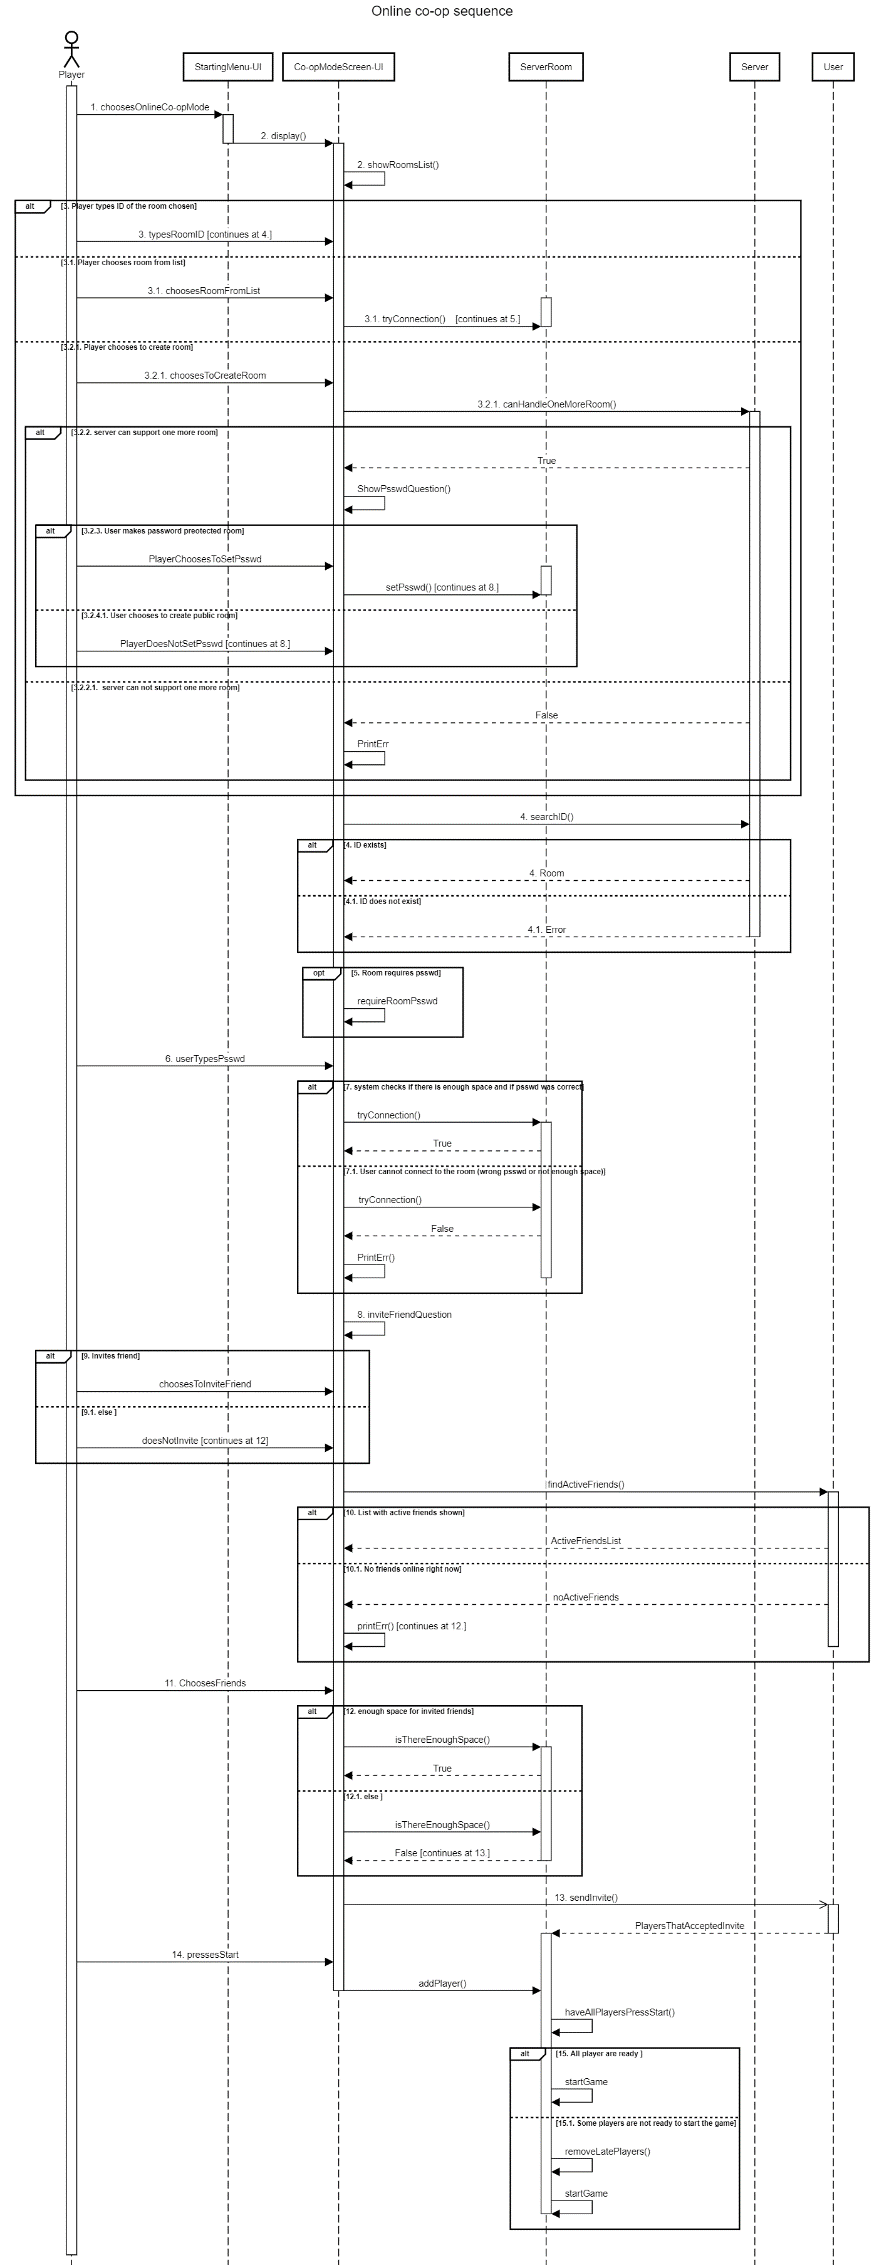 Online co-op sequence
Player
StartingMenu-UI
Co-opModeScreen-UI
ServerRoom
Server
User
1. choosesOnlineCo-opMode
2. display()
2. showRoomsList()
alt
[3. Player types ID of the room chosen]
3. typesRoomID [continues at 4.]
[3.1. Player chooses room from list]
3.1. choosesRoomFromList
3.1. tryConnection() [continues at 5.]
[3.2.1. Player chooses to create room]
3.2.1. choosesToCreateRoom
3.2.1. canHandleOneMoreRoom()
alt
[3.2.2. server can support one more room]
True
ShowPsswdQuestion()
alt
[3.2.3. User makes password preotected room]
PlayerChoosesToSetPsswd
setPsswd() [continues at 8.]
[3.2.4.1. User chooses to create public room]
PlayerDoesNotSetPsswd [continues at 8.]
[3.2.2.1. server can not support one more room]
False
PrintErr
4. searchID()
alt
[4. ID exists]
4. Room
[4.1. ID does not exist]
4.1. Error
opt
[5. Room requires psswd]
requireRoomPsswd
6. userTypesPsswd
alt
[7. system checks if there is enough space and if psswd was correct]
tryConnection()
True
[7.1. User cannot connect to the room (wrong psswd or not enough space)]
tryConnection()
False
PrintErr()
8. inviteFriendQuestion
alt
[9. Invites friend]
choosesToInviteFriend
[9.1. else ]
doesNotInvite [continues at 12]
findActiveFriends()
alt
[10. List with active friends shown]
ActiveFriendsList
[10.1. No friends online right now]
noActiveFriends
printErr() [continues at 12.]
11. ChoosesFriends
alt
[12. enough space for invited friends]
isThereEnoughSpace()
True
[12.1. else ]
isThereEnoughSpace()
False [continues at 13.]
13. sendInvite()
PlayersThatAcceptedInvite
14. pressesStart
addPlayer()
haveAllPlayersPressStart()
alt
[15. All player are ready ]
startGame
[15.1. Some players are not ready to start the game]
removeLatePlayers()
startGame